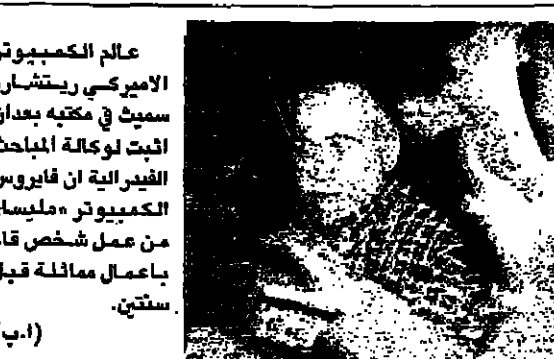 عالم الكمبيوتر
الاميركي ريتشارد
سميث في مكتبه بعدان
اثبت لوكالة المباحث
الفيدرالية ان فايروس
الكمبيوتر «مليسا»
من عمل شخص قام
باعمال مماثلة قبل
سنتين.
(ا.ب)